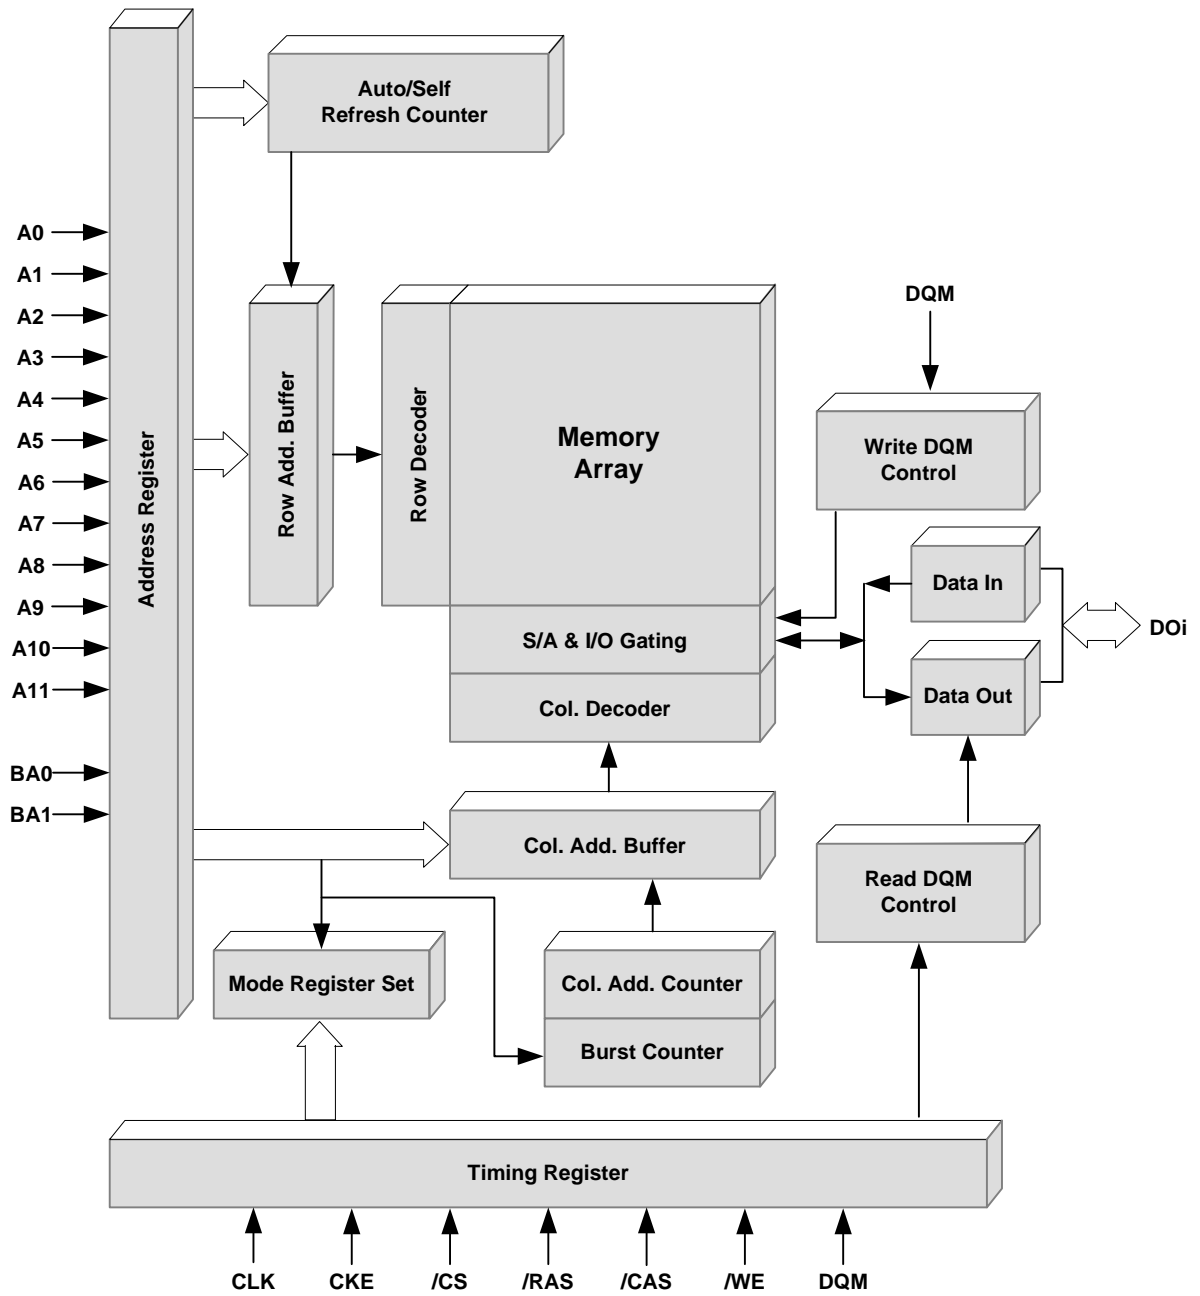 Auto/Self
Refresh Counter
A0
A1
A2
A3
A4
A5
A6
A7
A8
A9
A10
A11
BA0
BA1
Address Register
Row Add. Buffer
Row Decoder
Memory
Array
S/A & I/O Gating
Col. Decoder
DQM
Write DQM
Control
Data In
Data Out
DOi
Col. Add. Buffer
Read DQM
Control
Mode Register Set
Col. Add. Counter
Burst Counter
Timing Register
CLK
CKE
/CS
/RAS
/CAS
/WE
DQM